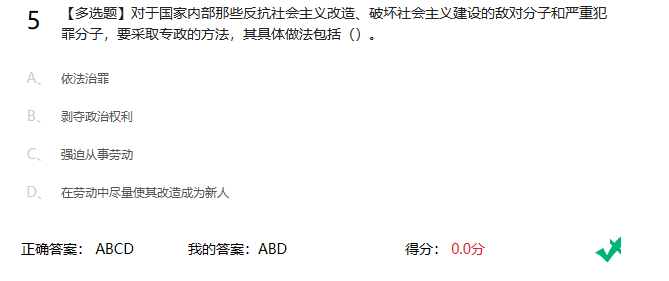 5
【多选题】对于国家内部那些反抗社会主义改造、破坏社会主义建设的敌对分子和严重犯
罪分子，要采取专政的方法，其具体做法包括（）。
A、 依法治罪
B、 剥夺政治权利
C、 强迫从事劳动
D、 在劳动中尽量使其改造成为新人
正确答案： ABCD 我的答案：ABD 得分： 0.0分